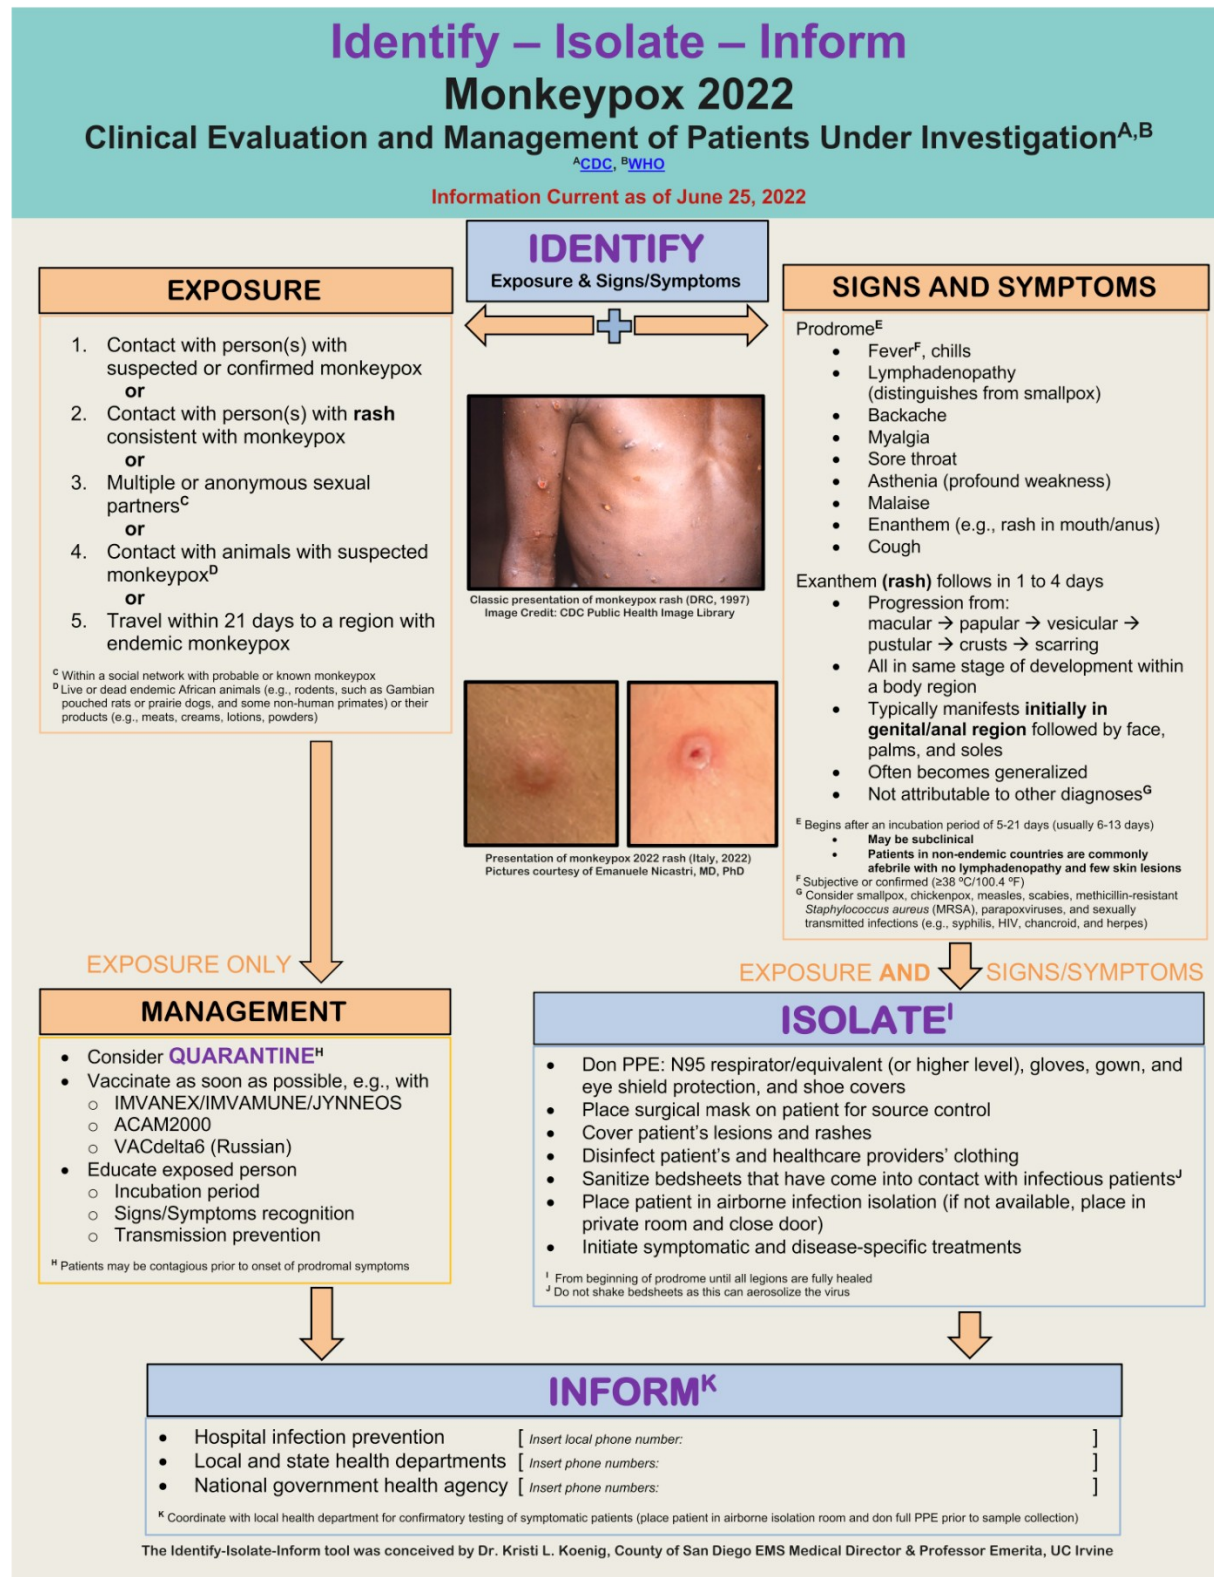 Identify – Isolate – Inform
Monkeypox 2022
Clinical Evaluation and Management of Patients Under InvestigationA,B
ACDC, BWHO
Information Current as of June 25, 2022
IDENTIFY
Exposure & Signs/Symptoms
EXPOSURE
1. Contact with person(s) with
suspected or confirmed monkeypox
or
2. Contact with person(s) with rash
consistent with monkeypox
or
3. Multiple or anonymous sexual
partnersC
or
4. Contact with animals with suspected
monkeypoxD
or
5. Travel within 21 days to a region with
endemic monkeypox
C Within a social network with probable or known monkeypox
D Live or dead endemic African animals (e.g., rodents, such as Gambian
pouched rats or prairie dogs, and some non-human primates) or their
products (e.g., meats, creams, lotions, powders)
Classic presentation of monkeypox rash (DRC, 1997)
Image Credit: CDC Public Health Image Library
Presentation of monkeypox 2022 rash (Italy, 2022)
Pictures courtesy of Emanuele Nicastri, MD, PhD
SIGNS AND SYMPTOMS
ProdromeE
• FeverF, chills
• Lymphadenopathy
(distinguishes from smallpox)
• Backache
• Myalgia
• Sore throat
• Asthenia (profound weakness)
• Malaise
• Enanthem (e.g., rash in mouth/anus)
• Cough
Exanthem (rash) follows in 1 to 4 days
• Progression from:
macular → papular → vesicular →
pustular → crusts → scarring
• All in same stage of development within
a body region
• Typically manifests initially in
genital/anal region followed by face,
palms, and soles
• Often becomes generalized
• Not attributable to other diagnosesG
E Begins after an incubation period of 5-21 days (usually 6-13 days)
• May be subclinical
• Patients in non-endemic countries are commonly
afebrile with no lymphadenopathy and few skin lesions
F Subjective or confirmed (≥38 ºC/100.4 ºF)
G Consider smallpox, chickenpox, measles, scabies, methicillin-resistant
Staphylococcus aureus (MRSA), parapoxviruses, and sexually
transmitted infections (e.g., syphilis, HIV, chancroid, and herpes)
EXPOSURE ONLY
MANAGEMENT
• Consider QUARANTINEH
• Vaccinate as soon as possible, e.g., with
o IMVANEX/IMVAMUNE/JYNNEOS
o ACAM2000
o VACdelta6 (Russian)
• Educate exposed person
o Incubation period
o Signs/Symptoms recognition
o Transmission prevention
H Patients may be contagious prior to onset of prodromal symptoms
EXPOSURE AND SIGNS/SYMPTOMS
ISOLATEI
• Don PPE: N95 respirator/equivalent (or higher level), gloves, gown, and
eye shield protection, and shoe covers
• Place surgical mask on patient for source control
• Cover patient's lesions and rashes
• Disinfect patient's and healthcare providers' clothing
• Sanitize bedsheets that have come into contact with infectious patientsJ
• Place patient in airborne infection isolation (if not available, place in
private room and close door)
• Initiate symptomatic and disease-specific treatments
I From beginning of prodrome until all legions are fully healed
J Do not shake bedsheets as this can aerosolize the virus
INFORMK
• Hospital infection prevention [ Insert local phone number: ]
• Local and state health departments [ Insert phone numbers: ]
• National government health agency [ Insert phone numbers: ]
K Coordinate with local health department for confirmatory testing of symptomatic patients (place patient in airborne isolation room and don full PPE prior to sample collection)
The Identify-Isolate-Inform tool was conceived by Dr. Kristi L. Koenig, County of San Diego EMS Medical Director & Professor Emerita, UC Irvine